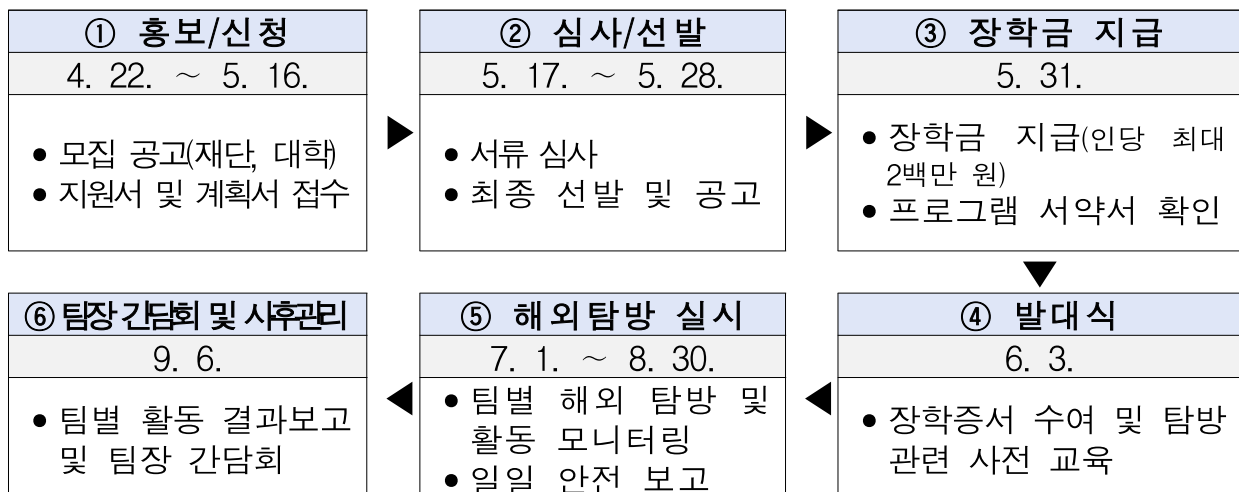 ① 홍보/신청
4. 22. ~ 5. 16.
● 모집 공고(재단, 대학)
● 지원서 및 계획서 접수
② 심사/선발
5. 17. ~ 5. 28.
● 서류 심사
● 최종 선발 및 공고
③ 장학금 지급
5. 31.
● 장학금 지급(인당 최대
2백만 원)
● 프로그램 서약서 확인
④ 발대식
6. 3.
● 장학증서 수여 및 탐방
관련 사전 교육
⑤ 해외탐방 실시
7. 1. ~ 8. 30.
● 팀별 해외 탐방 및
활동 모니터링
● 일일 안전 보고
⑥ 팀장 간담회 및 사후관리
9. 6.
● 팀별 활동 결과보고
및 팀장 간담회